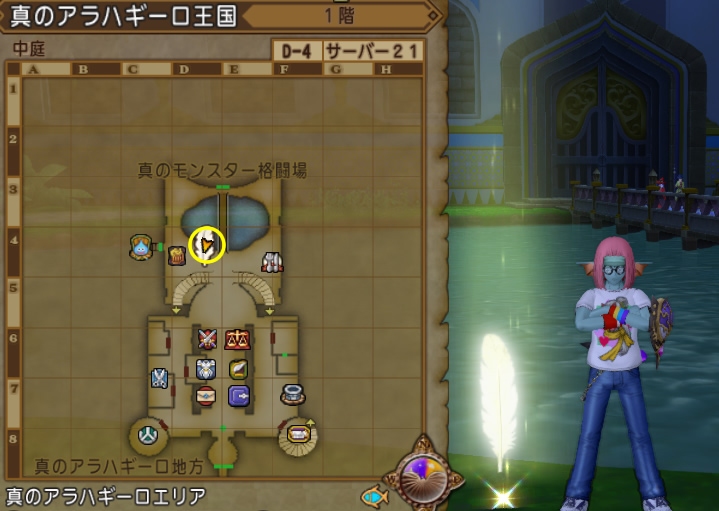 真のアラハギーロ王国
1階
中庭
D-4 サーバー21
A B C D E F G H
1
2
真のモンスター格闘場
3
4
5
6
7
8
真のアラハギーロ地方
真のアラハギーロエリア